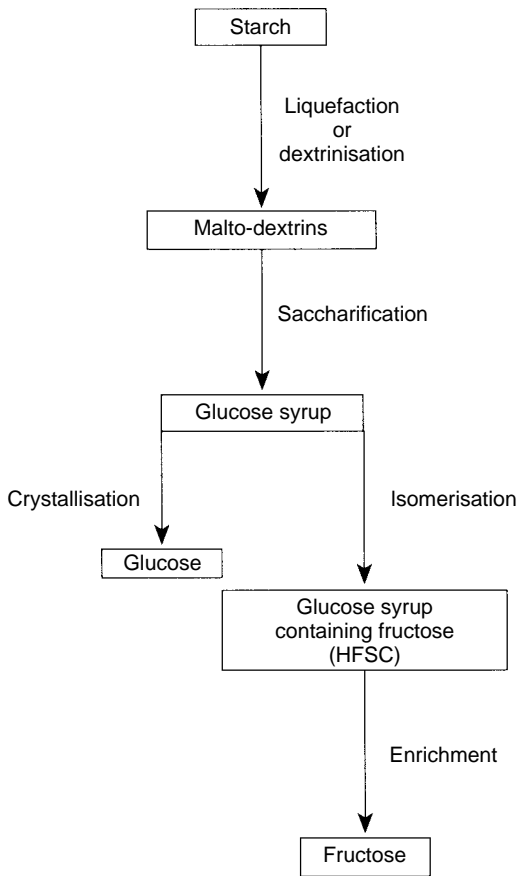 Starch
Liquefaction
or
dextrinisation
Malto-dextrins
Saccharification
Glucose syrup
Crystallisation
Isomerisation
Glucose
Glucose syrup
containing fructose
(HFSC)
Enrichment
Fructose